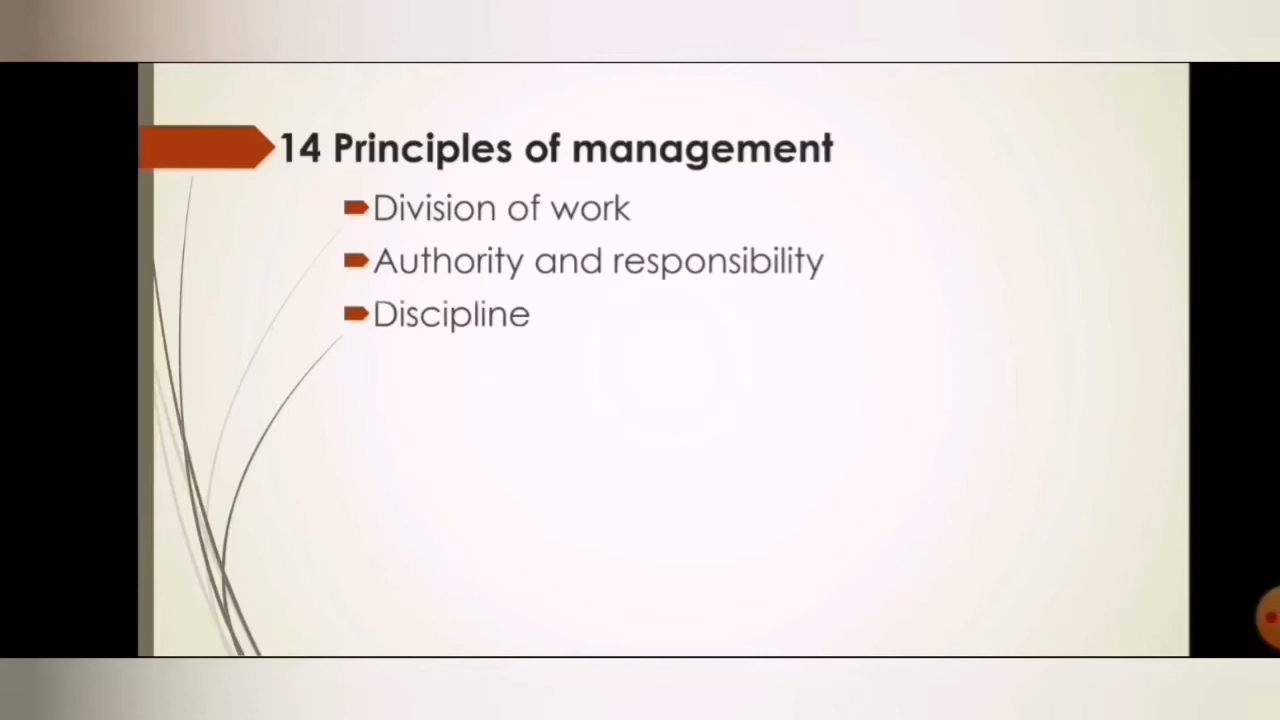 14 Principles of management
Division of work
Authority and responsibility
Discipline